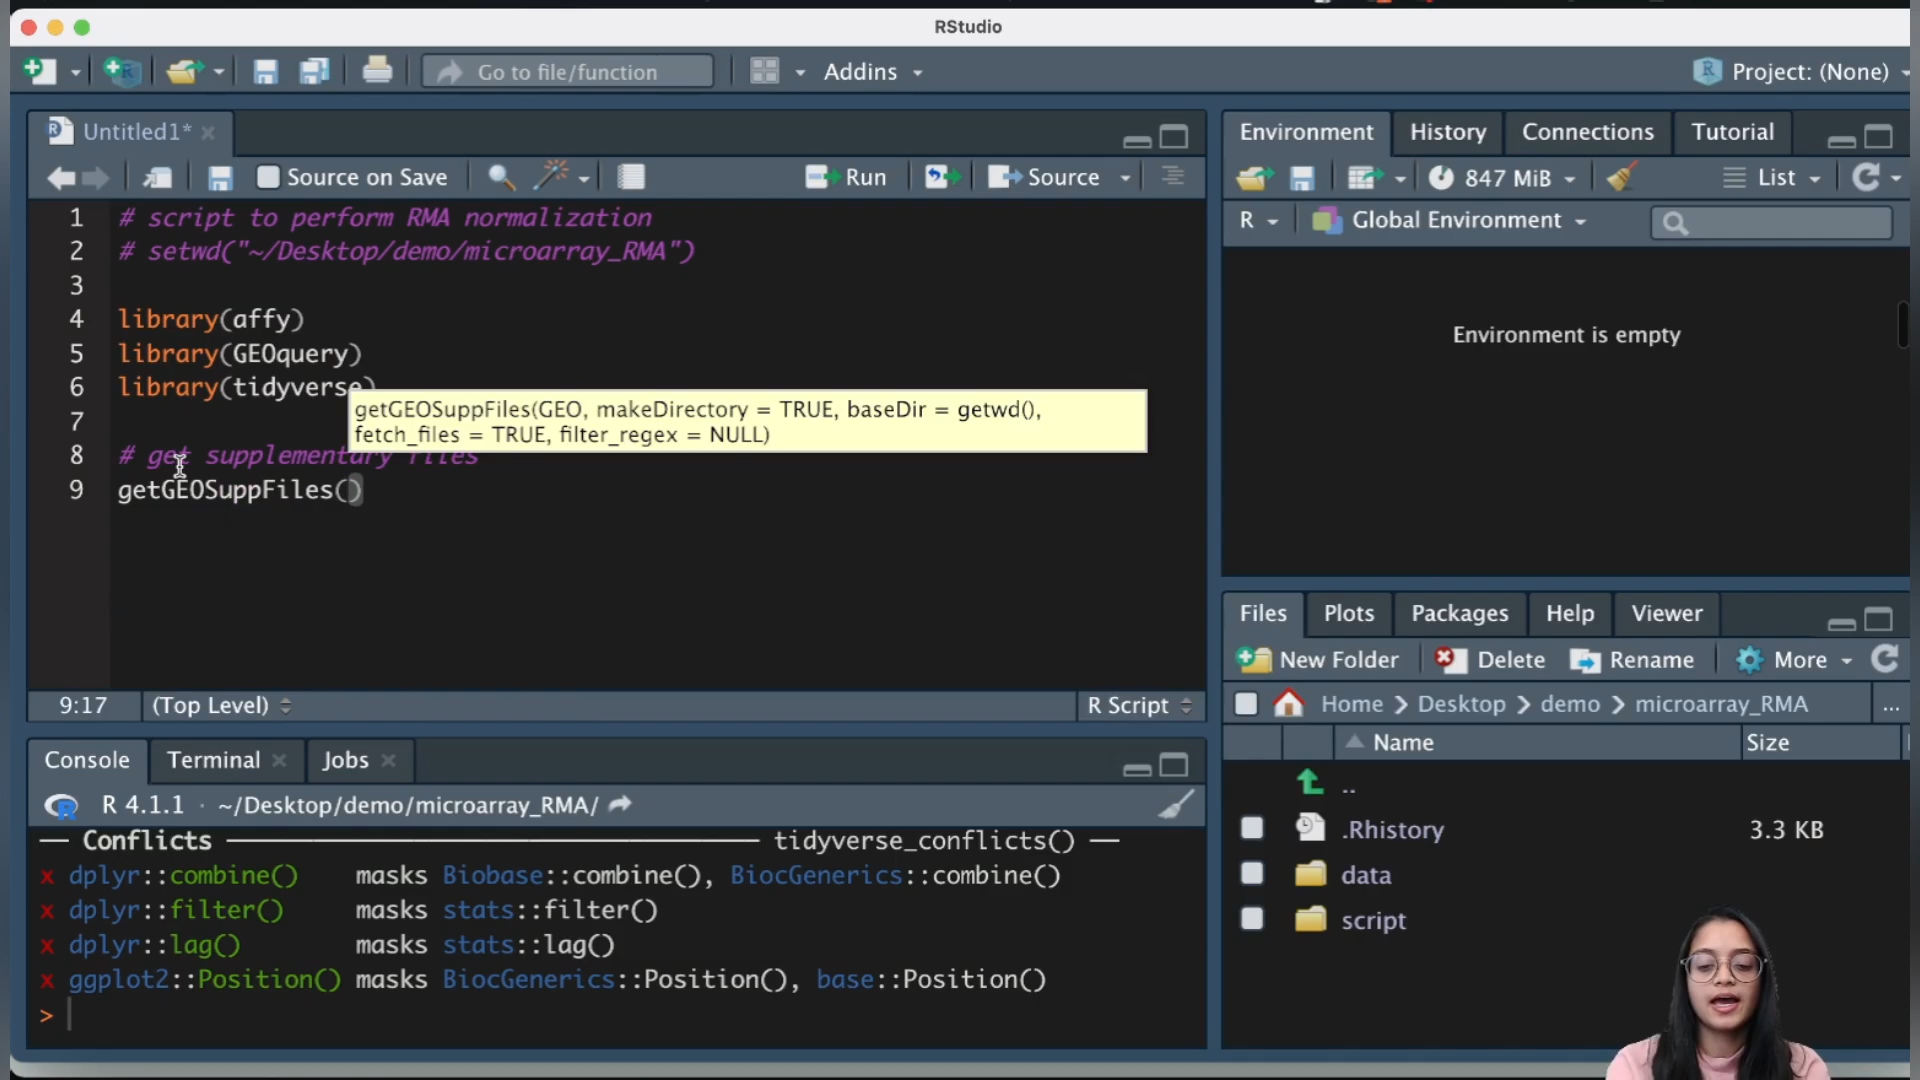 RStudio
Go to file/function
Addins
Project: (None)
Untitled1*
Source on Save
Run
Source
1 # script to perform RMA normalization
2 # setwd("~/Desktop/demo/microarray_RMA")
3
4 library(affy)
5 library(GEOquery)
6 library(tidyverse)
getGEOSuppFiles(GEO, makeDirectory = TRUE, baseDir = getwd(),
fetch_files = TRUE, filter_regex = NULL)
7
8 # get supplementary files
9 getGEOSuppFiles()
9:17 (Top Level) R Script
Console Terminal Jobs
R 4.1.1 · ~/Desktop/demo/microarray_RMA/
── Conflicts ── tidyverse_conflicts() ──
x dplyr::combine() masks Biobase::combine(), BiocGenerics::combine()
x dplyr::filter() masks stats::filter()
x dplyr::lag() masks stats::lag()
x ggplot2::Position() masks BiocGenerics::Position(), base::Position()
>
Environment History Connections Tutorial
847 MiB List
R Global Environment
Environment is empty
Files Plots Packages Help Viewer
New Folder Delete Rename More
Home Desktop demo microarray_RMA ...
Name Size
..
.Rhistory 3.3 KB
data
script